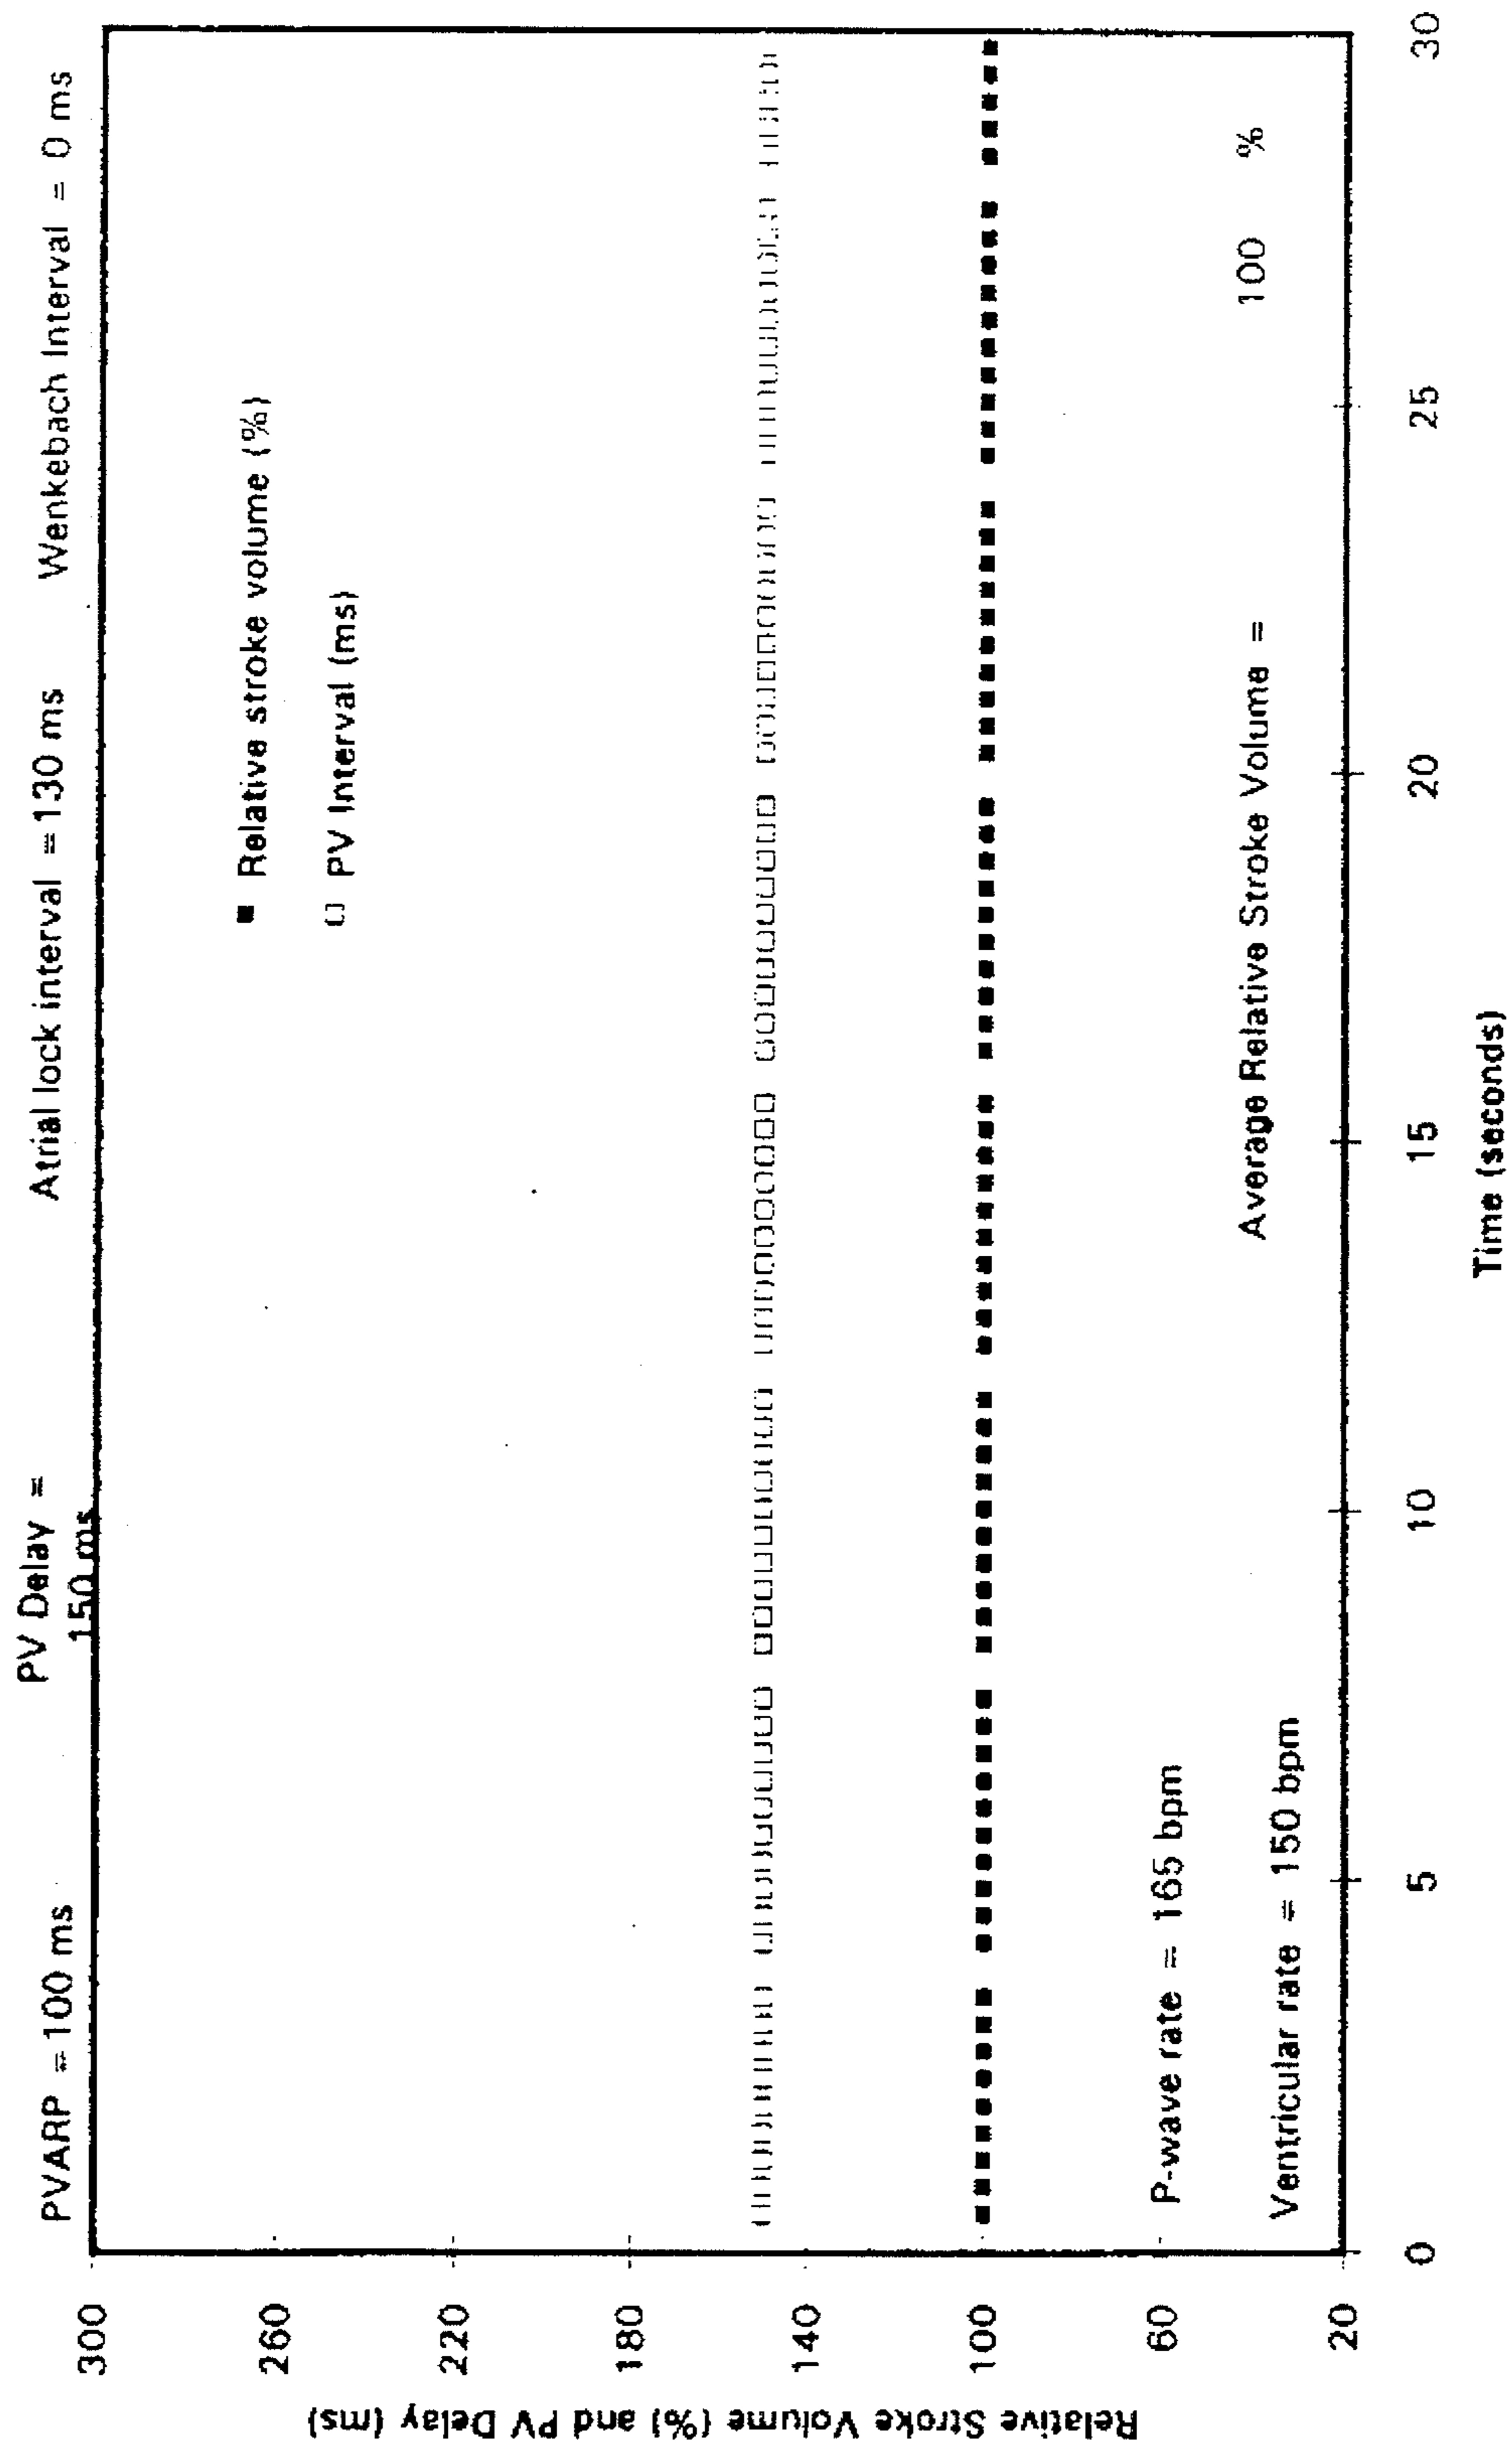 PVARP = 100 ms
PV Delay =
150 ms
Atrial lock interval = 130 ms
Wenkebach Interval = 0 ms
■ Relative stroke volume (%)
□ PV Interval (ms)
300
260
220
180
140
100
60
20
Relative Stroke Volume (%) and PV Delay (ms)
P-wave rate = 165 bpm
Ventricular rate = 150 bpm
Average Relative Stroke Volume = 100 %
0 5 10 15 20 25 30
Time (seconds)